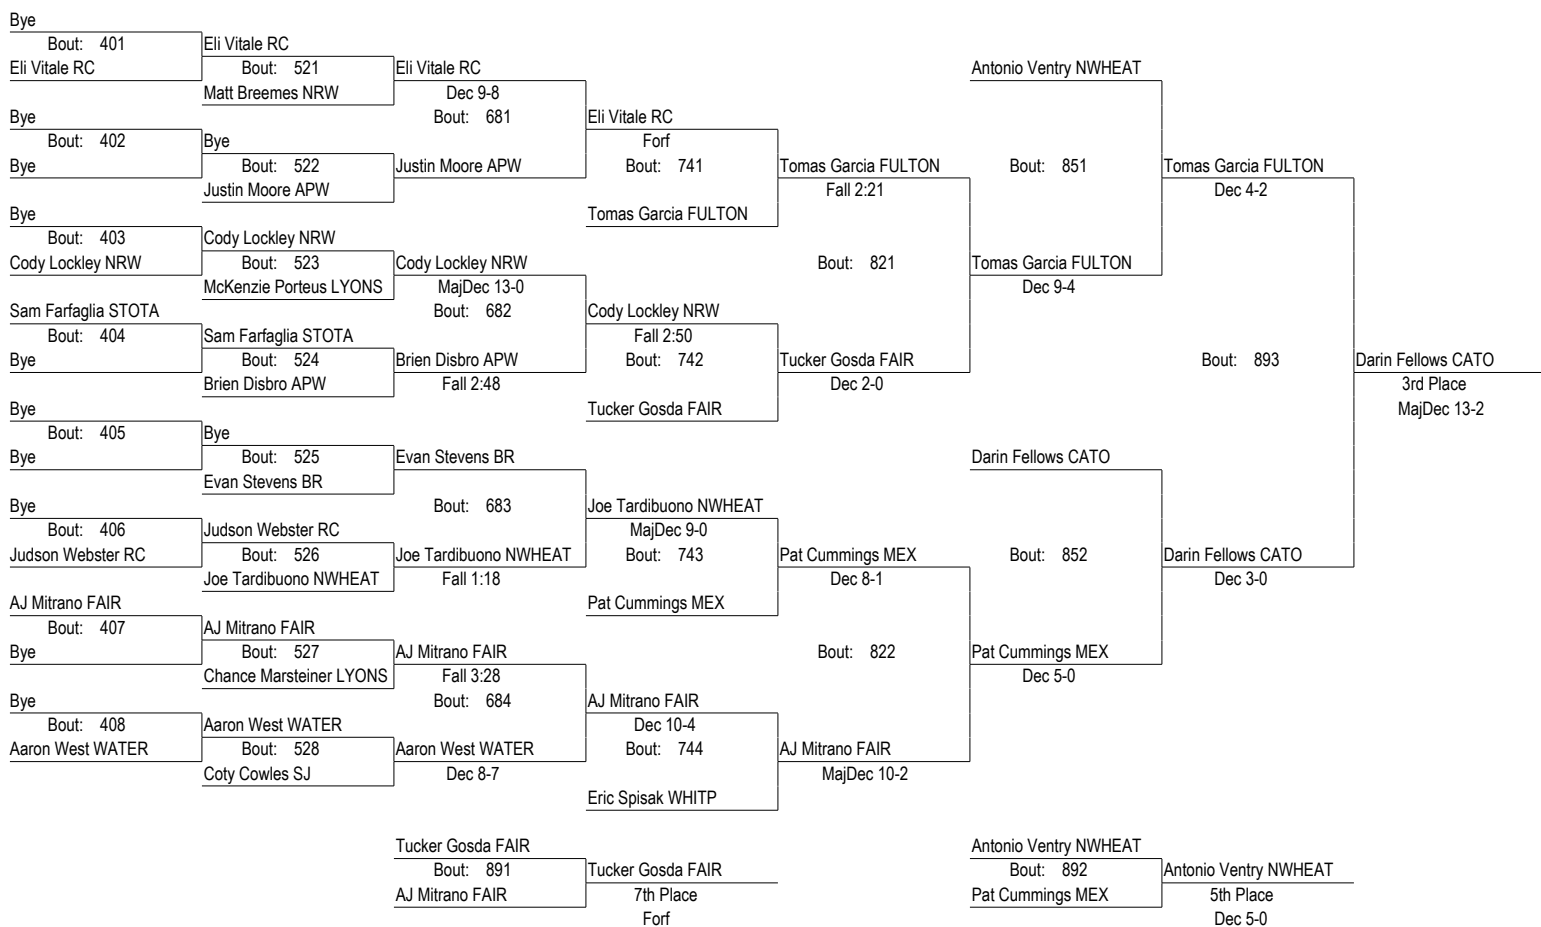 Bye
Bout: 401 Eli Vitale RC
Eli Vitale RC Bout: 521 Eli Vitale RC Antonio Ventry NWHEAT
Matt Breemes NRW Dec 9-8
Bye Bout: 681 Eli Vitale RC
Bout: 402 Bye Forf
Bye Bout: 522 Justin Moore APW Bout: 741 Tomas Garcia FULTON Bout: 851 Tomas Garcia FULTON
Justin Moore APW Fall 2:21 Dec 4-2
Bye Tomas Garcia FULTON
Bout: 403 Cody Lockley NRW
Cody Lockley NRW Bout: 523 Cody Lockley NRW Bout: 821 Tomas Garcia FULTON
McKenzie Porteus LYONS MajDec 13-0 Dec 9-4
Sam Farfaglia STOTA Bout: 682 Cody Lockley NRW
Bout: 404 Sam Farfaglia STOTA Fall 2:50
Bye Bout: 524 Brien Disbro APW Bout: 742 Tucker Gosda FAIR Bout: 893 Darin Fellows CATO
Brien Disbro APW Fall 2:48 Dec 2-0 3rd Place
Bye Tucker Gosda FAIR MajDec 13-2
Bout: 405 Bye
Bye Bout: 525 Evan Stevens BR Darin Fellows CATO
Evan Stevens BR
Bye Bout: 683 Joe Tardibuono NWHEAT
Bout: 406 Judson Webster RC MajDec 9-0
Judson Webster RC Bout: 526 Joe Tardibuono NWHEAT Bout: 743 Pat Cummings MEX Bout: 852 Darin Fellows CATO
Joe Tardibuono NWHEAT Fall 1:18 Dec 8-1 Dec 3-0
AJ Mitrano FAIR Pat Cummings MEX
Bout: 407 AJ Mitrano FAIR
Bye Bout: 527 AJ Mitrano FAIR Bout: 822 Pat Cummings MEX
Chance Marsteiner LYONS Fall 3:28 Dec 5-0
Bye Bout: 684 AJ Mitrano FAIR
Bout: 408 Aaron West WATER Dec 10-4
Aaron West WATER Bout: 528 Aaron West WATER Bout: 744 AJ Mitrano FAIR
Coty Cowles SJ Dec 8-7 MajDec 10-2
Eric Spisak WHITP
Tucker Gosda FAIR Antonio Ventry NWHEAT
Bout: 891 Tucker Gosda FAIR Bout: 892 Antonio Ventry NWHEAT
AJ Mitrano FAIR 7th Place Pat Cummings MEX 5th Place
Forf Dec 5-0